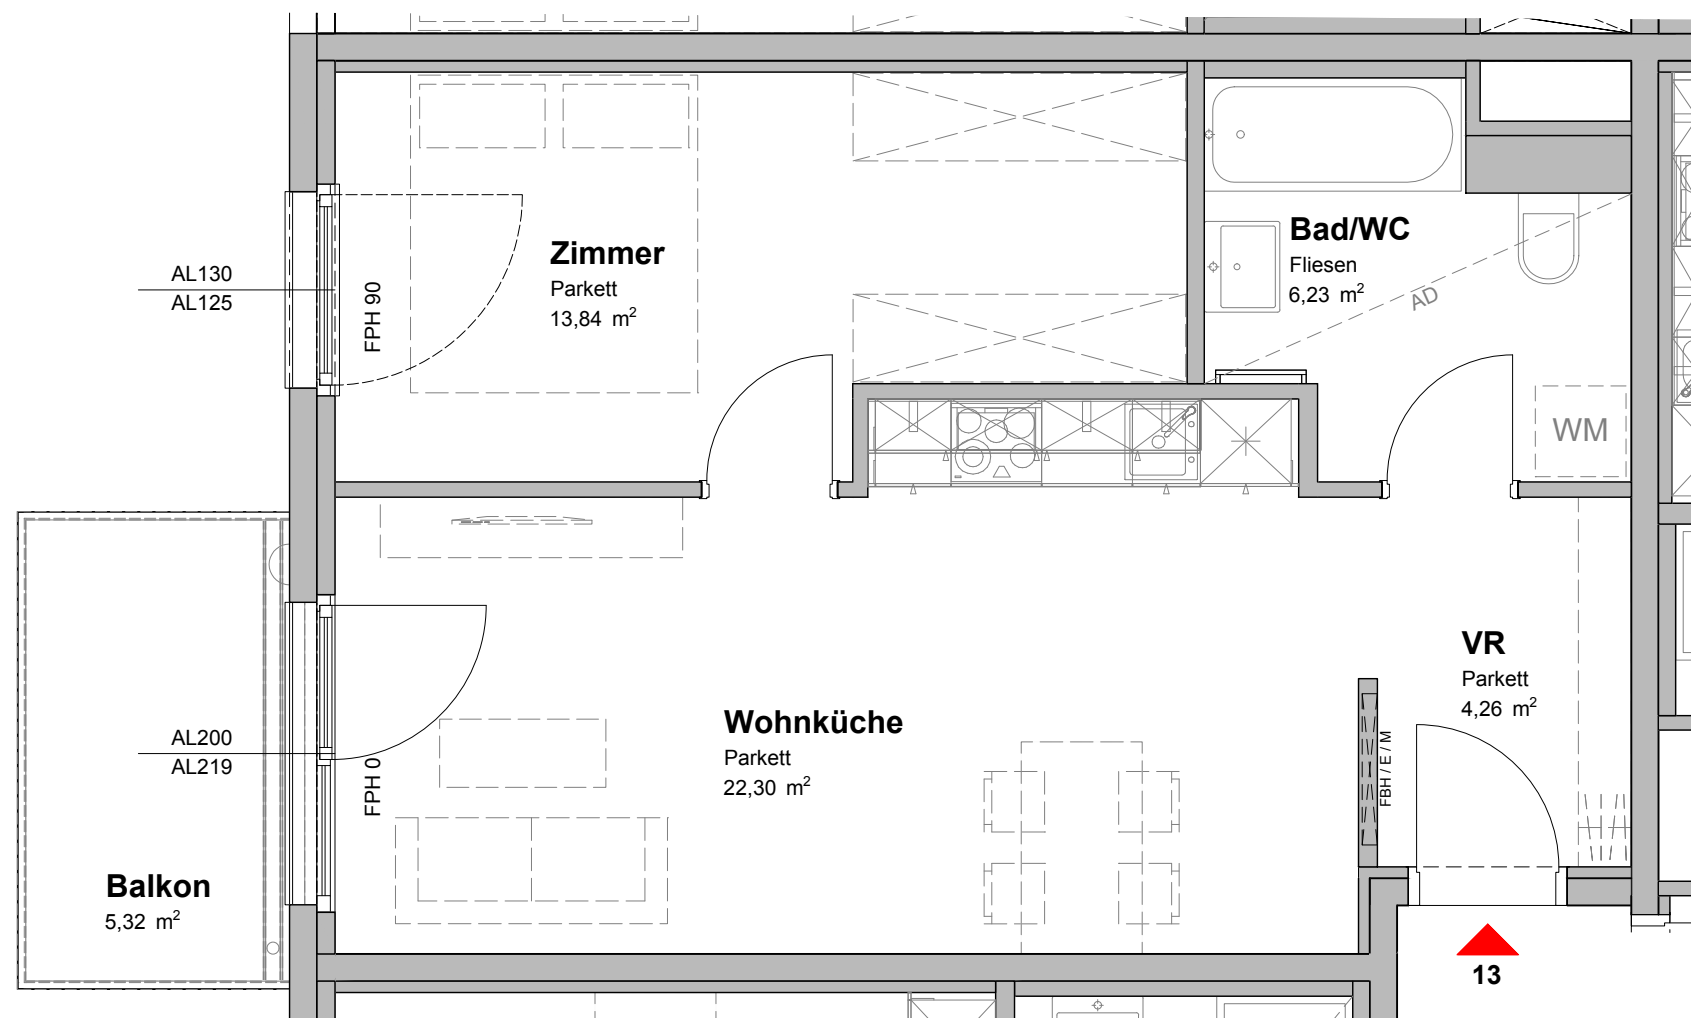 Zimmer
Parkett
13,84 m²
Bad/WC
Fliesen
6,23 m²
AD
AL130
AL125
FPH 90
WM
VR
Parkett
4,26 m²
Wohnküche
Parkett
22,30 m²
AL200
AL219
FPH 0
FBH / E / M
Balkon
5,32 m²
13